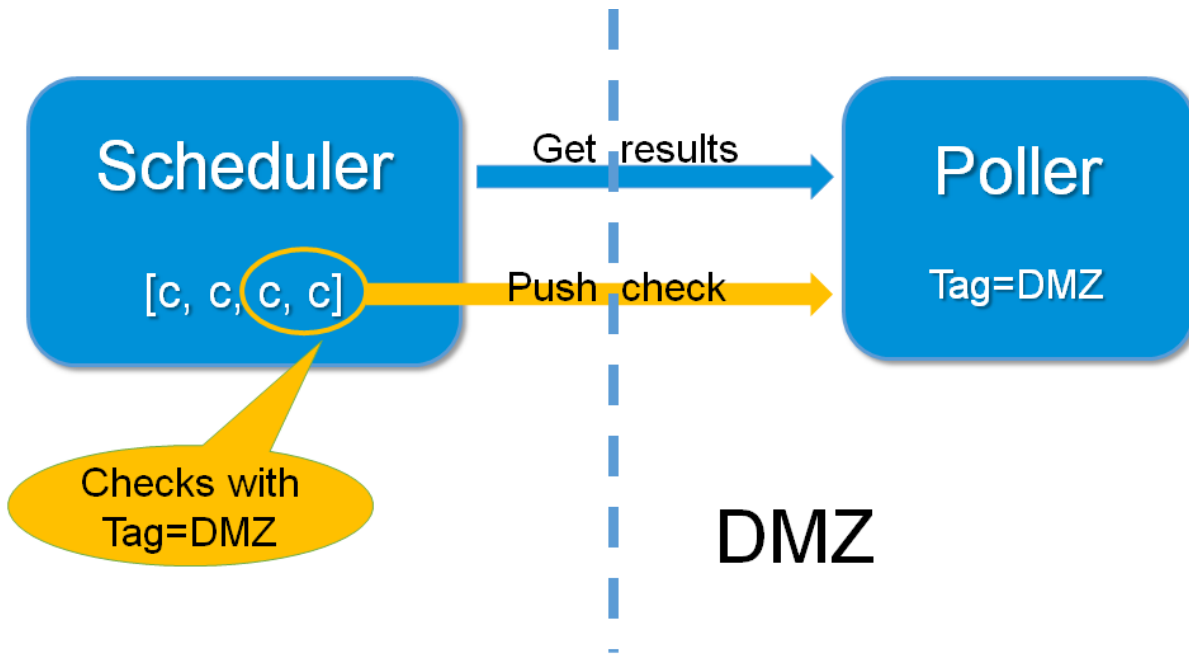 Scheduler
Get results
Poller
[c, c, c, c]
Push check
Tag=DMZ
Checks with
Tag=DMZ
DMZ